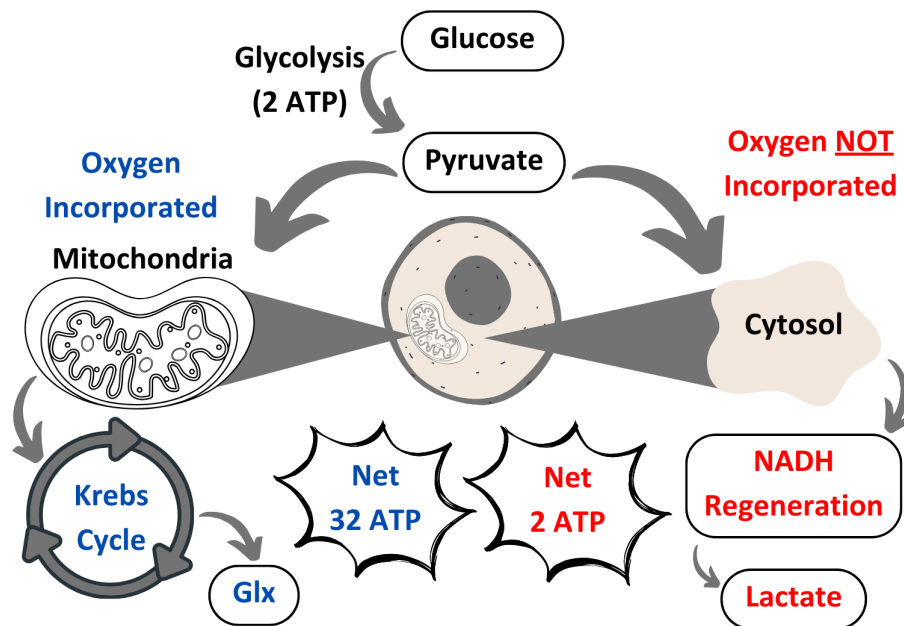 Glucose
Glycolysis
(2 ATP)
Pyruvate
Oxygen
Incorporated
Oxygen NOT
Incorporated
Mitochondria
Cytosol
Krebs
Cycle
Glx
Net
32 ATP
Net
2 ATP
NADH
Regeneration
Lactate